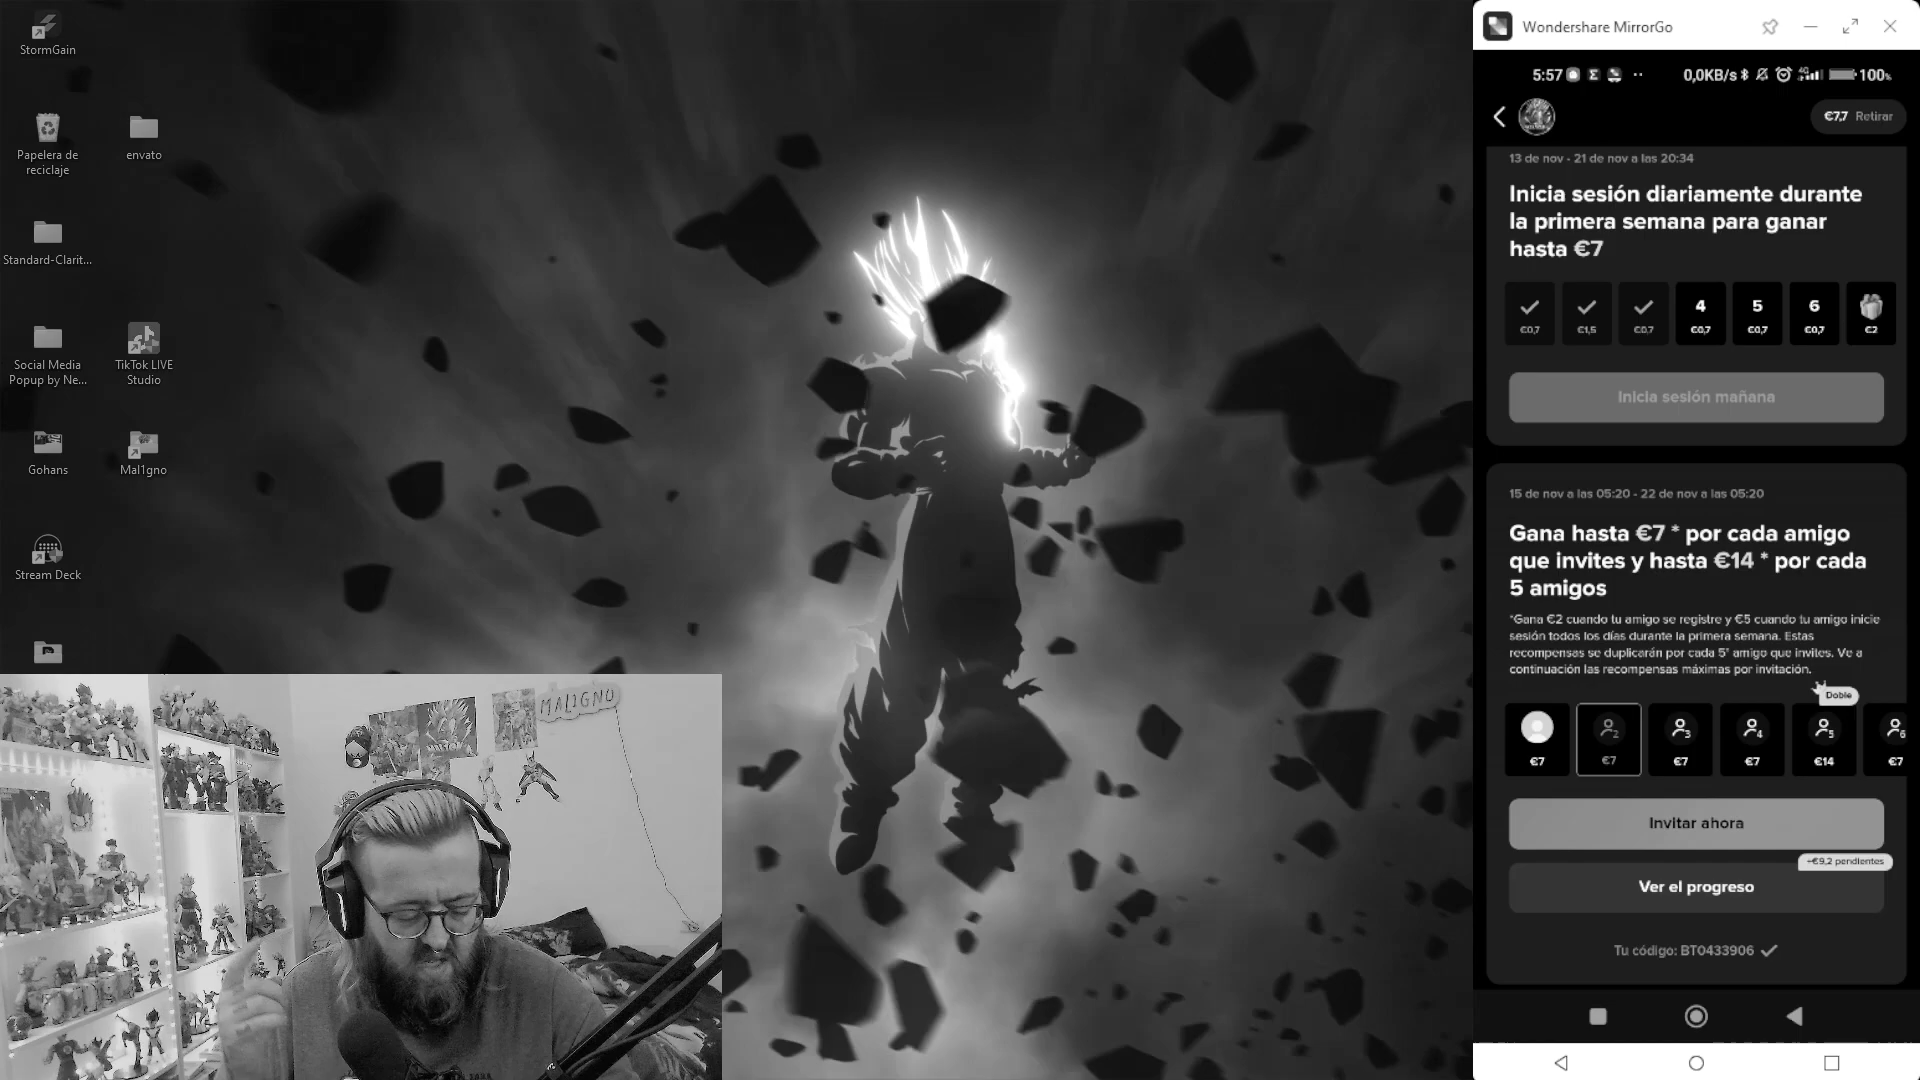 StormGain
Papelera de
reciclaje
envato
Standard-Clarit...
Social Media
Popup by Ne...
TikTok LIVE
Studio
Gohans
Mal1gno
Stream Deck
MAL1GNO
Wondershare MirrorGo
5:57
0,0KB/s
4G
100%
€7,7 Retirar
13 de nov - 21 de nov a las 20:34
Inicia sesión diariamente durante
la primera semana para ganar
hasta €7
4 5 6
€0,7 €1,5 €0,7 €0,7 €0,7 €0,7 €2
Inicia sesión mañana
15 de nov a las 05:20 - 22 de nov a las 05:20
Gana hasta €7 * por cada amigo
que invites y hasta €14 * por cada
5 amigos
*Gana €2 cuando tu amigo se registre y €5 cuando tu amigo inicie
sesión todos los días durante la primera semana. Estas
recompensas se duplicarán por cada 5° amigo que invites. Ve a
continuación las recompensas máximas por invitación.
Doble
2 3 4 5 6
€7 €7 €7 €7 €14 €7
Invitar ahora
+€9,2 pendientes
Ver el progreso
Tu código: BT0433906